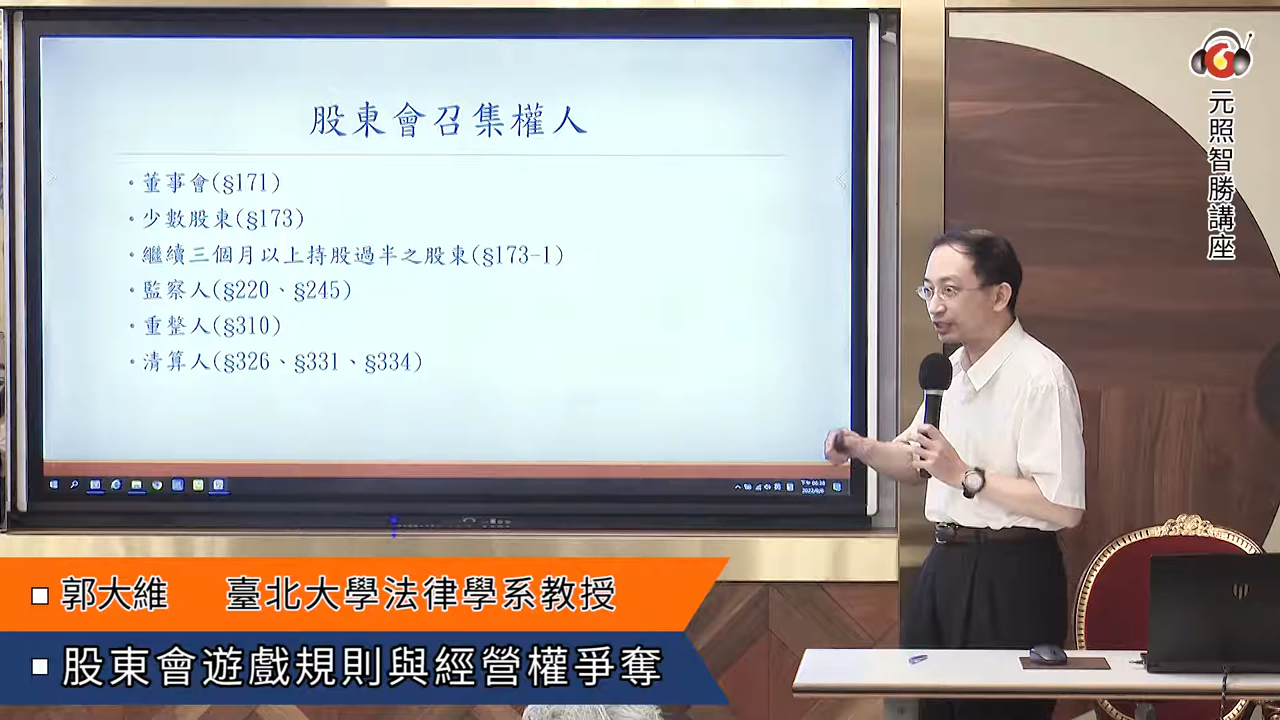 股東會召集權人
•董事會(§171)
•少數股東(§173)
•繼續三個月以上持股過半之股東(§173-1)
•監察人(§220、§245)
•重整人(§310)
•清算人(§326、§331、§334)
元照智勝講座
郭大維 臺北大學法律學系教授
股東會遊戲規則與經營權爭奪